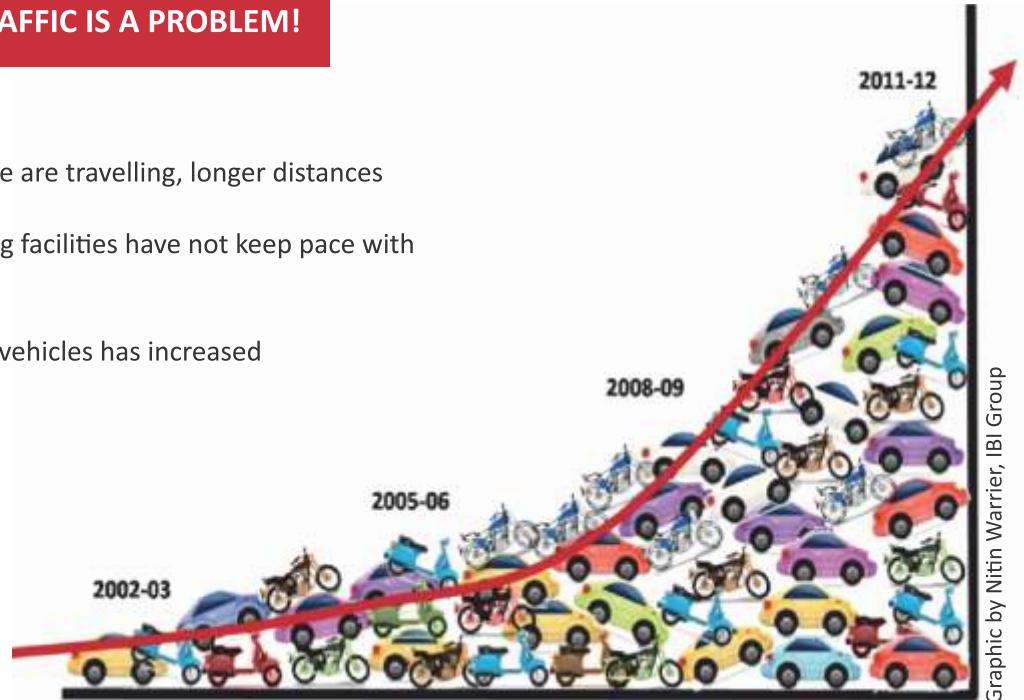 AFFIC IS A PROBLEM!
e are travelling, longer distances
g facilities have not keep pace with
vehicles has increased
2011-12
2008-09
2005-06
2002-03
Graphic by Nitin Warrier, IBI Group